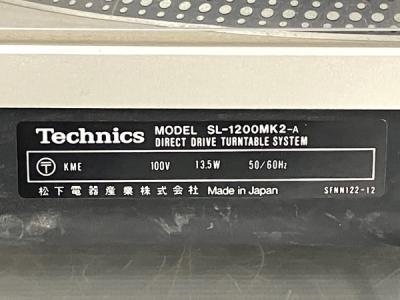 Technics MODEL SL-1200MK2-A
DIRECT DRIVE TURNTABLE SYSTEM
〒 KME 100V 13.5W 50/60Hz
松下電器産業株式会社 Made in Japan SFNN122-12